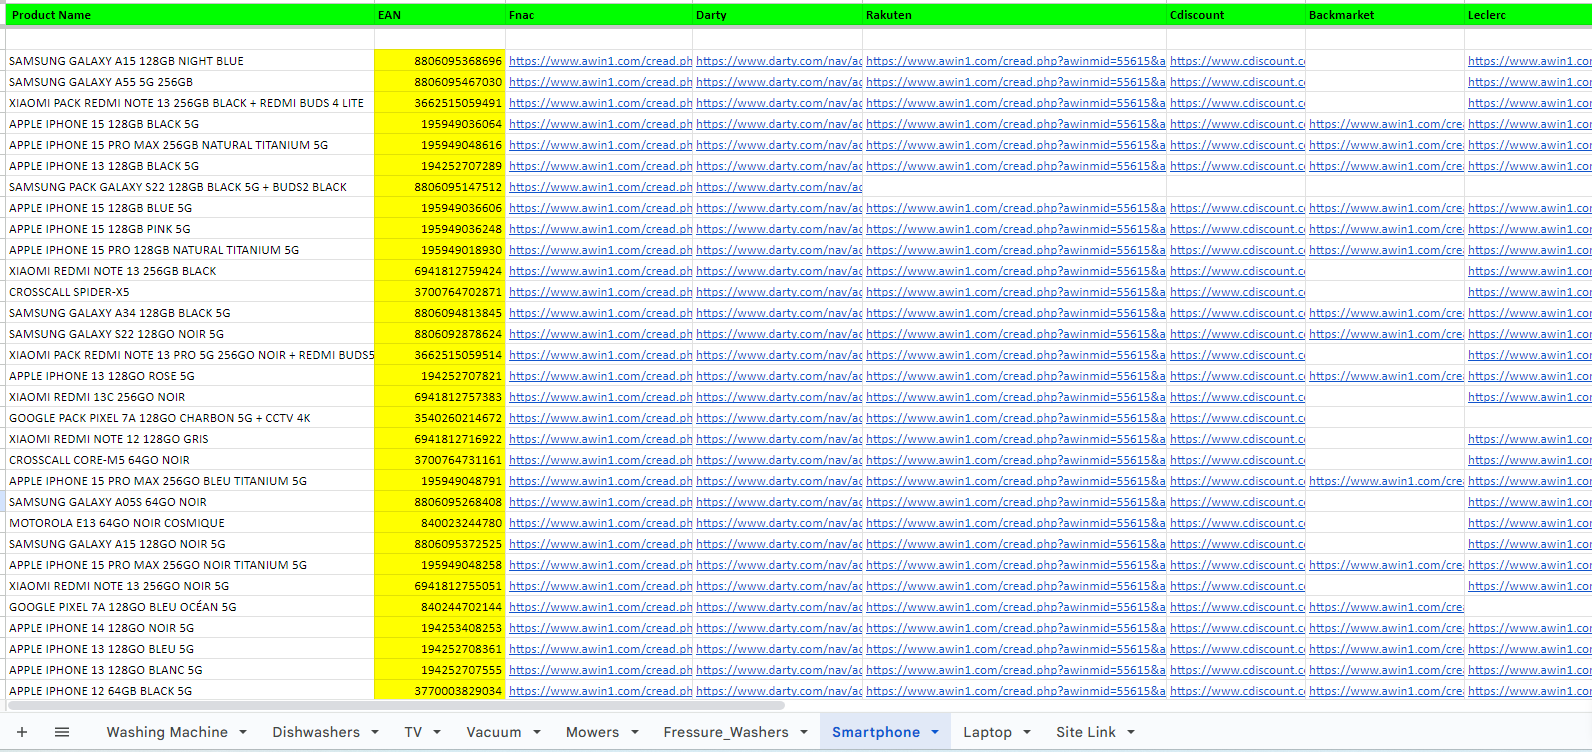 Product Name EAN Fnac Darty Rakuten Cdiscount Backmarket Leclerc
SAMSUNG GALAXY A15 128GB NIGHT BLUE 8806095368696 https://www.awin1.com/cread.ph https://www.darty.com/nav/ac https://www.awin1.com/cread.php?awinmid=55615&a https://www.cdiscount.c https://www.awin1.co
SAMSUNG GALAXY A55 5G 256GB 8806095467030 https://www.awin1.com/cread.ph https://www.darty.com/nav/ac https://www.awin1.com/cread.php?awinmid=55615&a https://www.cdiscount.c https://www.awin1.co
XIAOMI PACK REDMI NOTE 13 256GB BLACK + REDMI BUDS 4 LITE 3662515059491 https://www.awin1.com/cread.ph https://www.darty.com/nav/ac https://www.awin1.com/cread.php?awinmid=55615&a https://www.cdiscount.c https://www.awin1.co
APPLE IPHONE 15 128GB BLACK 5G 195949036064 https://www.awin1.com/cread.ph https://www.darty.com/nav/ac https://www.awin1.com/cread.php?awinmid=55615&a https://www.cdiscount.c https://www.awin1.com/cre https://www.awin1.co
APPLE IPHONE 15 PRO MAX 256GB NATURAL TITANIUM 5G 195949048616 https://www.awin1.com/cread.ph https://www.darty.com/nav/ac https://www.awin1.com/cread.php?awinmid=55615&a https://www.cdiscount.c https://www.awin1.com/cre https://www.awin1.co
APPLE IPHONE 13 128GB BLACK 5G 194252707289 https://www.awin1.com/cread.ph https://www.darty.com/nav/ac https://www.awin1.com/cread.php?awinmid=55615&a https://www.cdiscount.c https://www.awin1.com/cre https://www.awin1.co
SAMSUNG PACK GALAXY S22 128GB BLACK 5G + BUDS2 BLACK 8806095147512 https://www.awin1.com/cread.ph https://www.darty.com/nav/ac
APPLE IPHONE 15 128GB BLUE 5G 195949036606 https://www.awin1.com/cread.ph https://www.darty.com/nav/ac https://www.awin1.com/cread.php?awinmid=55615&a https://www.cdiscount.c https://www.awin1.com/cre https://www.awin1.co
APPLE IPHONE 15 128GB PINK 5G 195949036248 https://www.awin1.com/cread.ph https://www.darty.com/nav/ac https://www.awin1.com/cread.php?awinmid=55615&a https://www.cdiscount.c https://www.awin1.com/cre https://www.awin1.co
APPLE IPHONE 15 PRO 128GB NATURAL TITANIUM 5G 195949018930 https://www.awin1.com/cread.ph https://www.darty.com/nav/ac https://www.awin1.com/cread.php?awinmid=55615&a https://www.cdiscount.c https://www.awin1.com/cre https://www.awin1.co
XIAOMI REDMI NOTE 13 256GB BLACK 6941812759424 https://www.awin1.com/cread.ph https://www.darty.com/nav/ac https://www.awin1.com/cread.php?awinmid=55615&a https://www.cdiscount.c https://www.awin1.co
CROSSCALL SPIDER-X5 3700764702871 https://www.awin1.com/cread.ph https://www.darty.com/nav/ac https://www.awin1.com/cread.php?awinmid=55615&a https://www.cdiscount.c https://www.awin1.co
SAMSUNG GALAXY A34 128GB BLACK 5G 8806094813845 https://www.awin1.com/cread.ph https://www.darty.com/nav/ac https://www.awin1.com/cread.php?awinmid=55615&a https://www.cdiscount.c https://www.awin1.com/cre https://www.awin1.co
SAMSUNG GALAXY S22 128GO NOIR 5G 8806092878624 https://www.awin1.com/cread.ph https://www.darty.com/nav/ac https://www.awin1.com/cread.php?awinmid=55615&a https://www.cdiscount.c https://www.awin1.com/cre https://www.awin1.co
XIAOMI PACK REDMI NOTE 13 PRO 5G 256GO NOIR + REDMI BUDS5 3662515059514 https://www.awin1.com/cread.ph https://www.darty.com/nav/ac https://www.awin1.com/cread.php?awinmid=55615&a https://www.cdiscount.c https://www.awin1.co
APPLE IPHONE 13 128GO ROSE 5G 194252707821 https://www.awin1.com/cread.ph https://www.darty.com/nav/ac https://www.awin1.com/cread.php?awinmid=55615&a https://www.cdiscount.c https://www.awin1.com/cre https://www.awin1.co
XIAOMI REDMI 13C 256GO NOIR 6941812757383 https://www.awin1.com/cread.ph https://www.darty.com/nav/ac https://www.awin1.com/cread.php?awinmid=55615&a https://www.cdiscount.c https://www.awin1.co
GOOGLE PACK PIXEL 7A 128GO CHARBON 5G + CCTV 4K 3540260214672 https://www.awin1.com/cread.ph https://www.darty.com/nav/ac https://www.awin1.com/cread.php?awinmid=55615&a https://www.cdiscount.c
XIAOMI REDMI NOTE 12 128GO GRIS 6941812716922 https://www.awin1.com/cread.ph https://www.darty.com/nav/ac https://www.awin1.com/cread.php?awinmid=55615&a https://www.cdiscount.c https://www.awin1.co
CROSSCALL CORE-M5 64GO NOIR 3700764731161 https://www.awin1.com/cread.ph https://www.darty.com/nav/ac https://www.awin1.com/cread.php?awinmid=55615&a https://www.cdiscount.c https://www.awin1.co
APPLE IPHONE 15 PRO MAX 256GO BLEU TITANIUM 5G 195949048791 https://www.awin1.com/cread.ph https://www.darty.com/nav/ac https://www.awin1.com/cread.php?awinmid=55615&a https://www.cdiscount.c https://www.awin1.com/cre https://www.awin1.co
SAMSUNG GALAXY A05S 64GO NOIR 8806095268408 https://www.awin1.com/cread.ph https://www.darty.com/nav/ac https://www.awin1.com/cread.php?awinmid=55615&a https://www.cdiscount.c https://www.awin1.co
MOTOROLA E13 64GO NOIR COSMIQUE 840023244780 https://www.awin1.com/cread.ph https://www.darty.com/nav/ac https://www.awin1.com/cread.php?awinmid=55615&a https://www.cdiscount.c https://www.awin1.co
SAMSUNG GALAXY A15 128GO NOIR 5G 8806095372525 https://www.awin1.com/cread.ph https://www.darty.com/nav/ac https://www.awin1.com/cread.php?awinmid=55615&a https://www.cdiscount.c https://www.awin1.co
APPLE IPHONE 15 PRO MAX 256GO NOIR TITANIUM 5G 195949048258 https://www.awin1.com/cread.ph https://www.darty.com/nav/ac https://www.awin1.com/cread.php?awinmid=55615&a https://www.cdiscount.c https://www.awin1.com/cre https://www.awin1.co
XIAOMI REDMI NOTE 13 256GO NOIR 5G 6941812755051 https://www.awin1.com/cread.ph https://www.darty.com/nav/ac https://www.awin1.com/cread.php?awinmid=55615&a https://www.cdiscount.c https://www.awin1.co
GOOGLE PIXEL 7A 128GO BLEU OCÉAN 5G 840244702144 https://www.awin1.com/cread.ph https://www.darty.com/nav/ac https://www.awin1.com/cread.php?awinmid=55615&a https://www.cdiscount.c https://www.awin1.com/cre
APPLE IPHONE 14 128GO NOIR 5G 194253408253 https://www.awin1.com/cread.ph https://www.darty.com/nav/ac https://www.awin1.com/cread.php?awinmid=55615&a https://www.cdiscount.c https://www.awin1.com/cre https://www.awin1.co
APPLE IPHONE 13 128GO BLEU 5G 194252708361 https://www.awin1.com/cread.ph https://www.darty.com/nav/ac https://www.awin1.com/cread.php?awinmid=55615&a https://www.cdiscount.c https://www.awin1.com/cre https://www.awin1.co
APPLE IPHONE 13 128GO BLANC 5G 194252707555 https://www.awin1.com/cread.ph https://www.darty.com/nav/ac https://www.awin1.com/cread.php?awinmid=55615&a https://www.cdiscount.c https://www.awin1.com/cre https://www.awin1.co
APPLE IPHONE 12 64GB BLACK 5G 3770003829034 https://www.awin1.com/cread.ph https://www.darty.com/nav/ac https://www.awin1.com/cread.php?awinmid=55615&a https://www.cdiscount.c https://www.awin1.com/cre https://www.awin1.co
Washing Machine Dishwashers TV Vacuum Mowers Fressure_Washers Smartphone Laptop Site Link